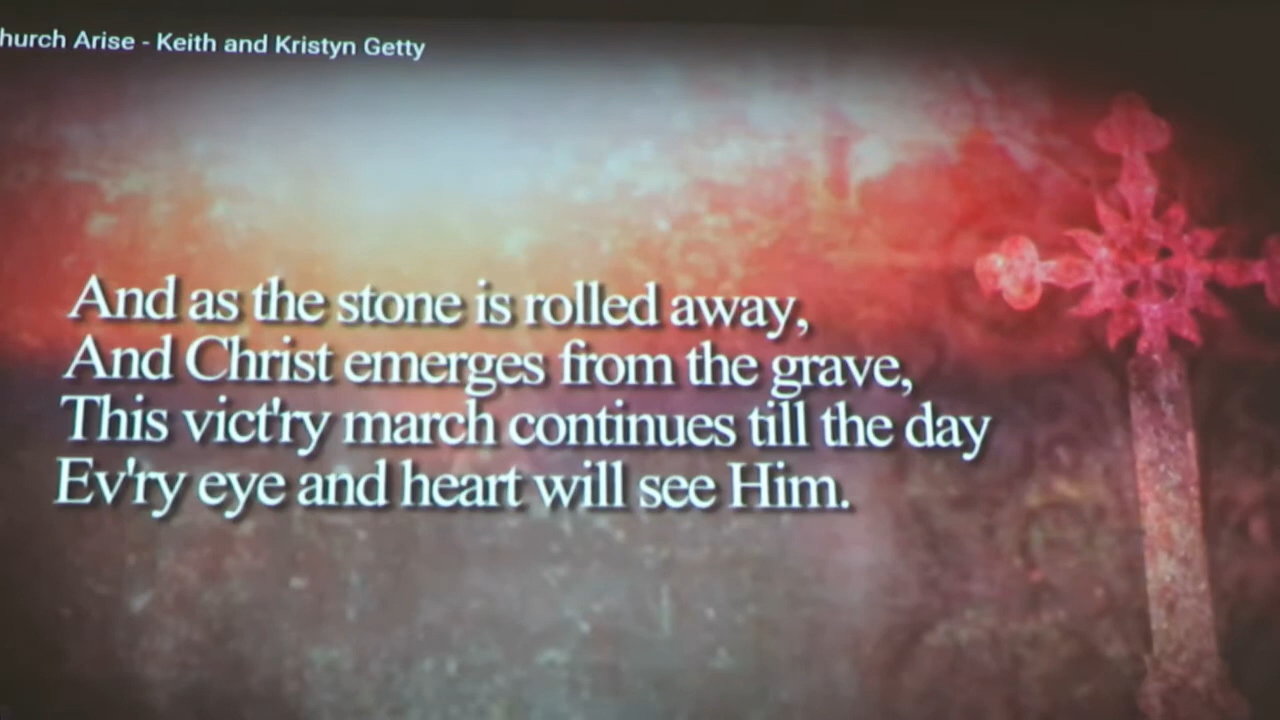 hurch Arise - Keith and Kristyn Getty
And as the stone is rolled away,
And Christ emerges from the grave,
This vict'ry march continues till the day
Ev'ry eye and heart will see Him.